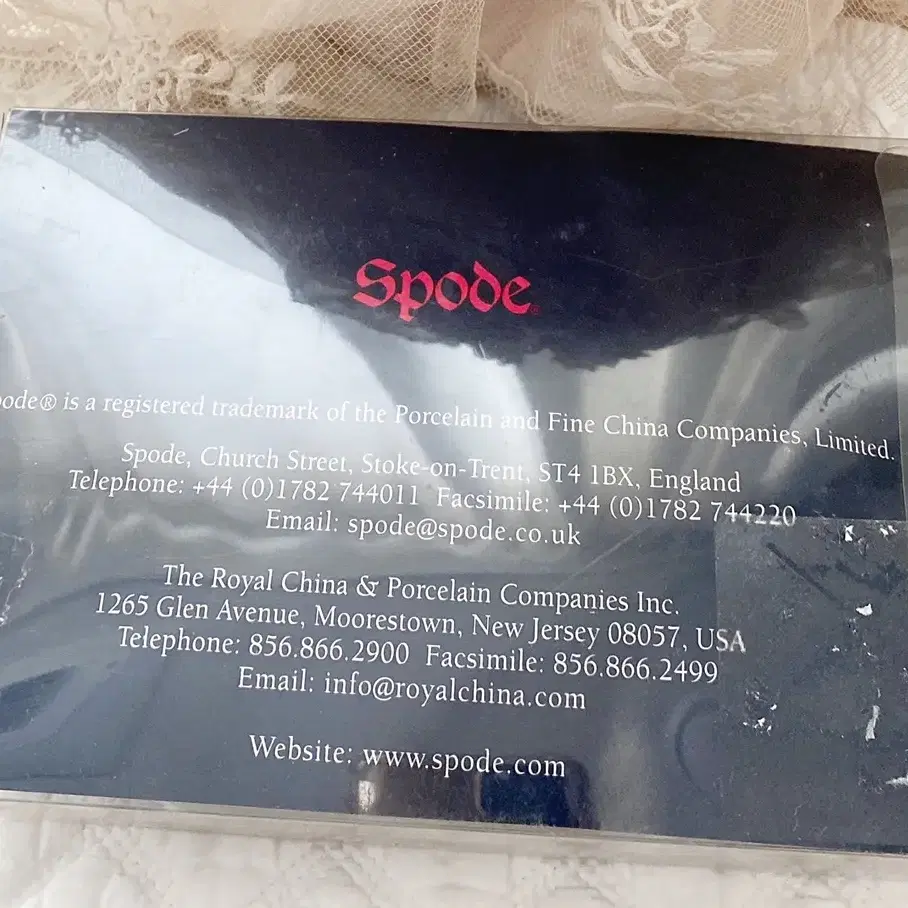 Spode®
ode® is a registered trademark of the Porcelain and Fine China Companies, Limited.
Spode, Church Street, Stoke-on-Trent, ST4 1BX, England
Telephone: +44 (0)1782 744011 Facsimile: +44 (0)1782 744220
Email: spode@spode.co.uk
The Royal China & Porcelain Companies Inc.
1265 Glen Avenue, Moorestown, New Jersey 08057, USA
Telephone: 856.866.2900 Facsimile: 856.866.2499
Email: info@royalchina.com
Website: www.spode.com